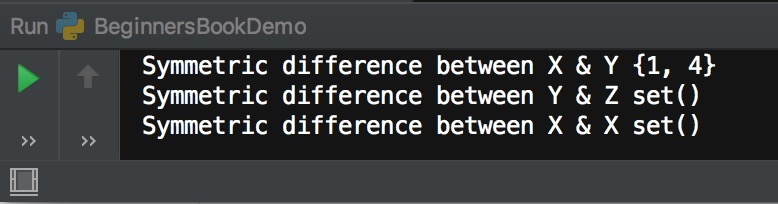 Run BeginnersBookDemo
Symmetric difference between X & Y {1, 4}
Symmetric difference between Y & Z set()
Symmetric difference between X & X set()